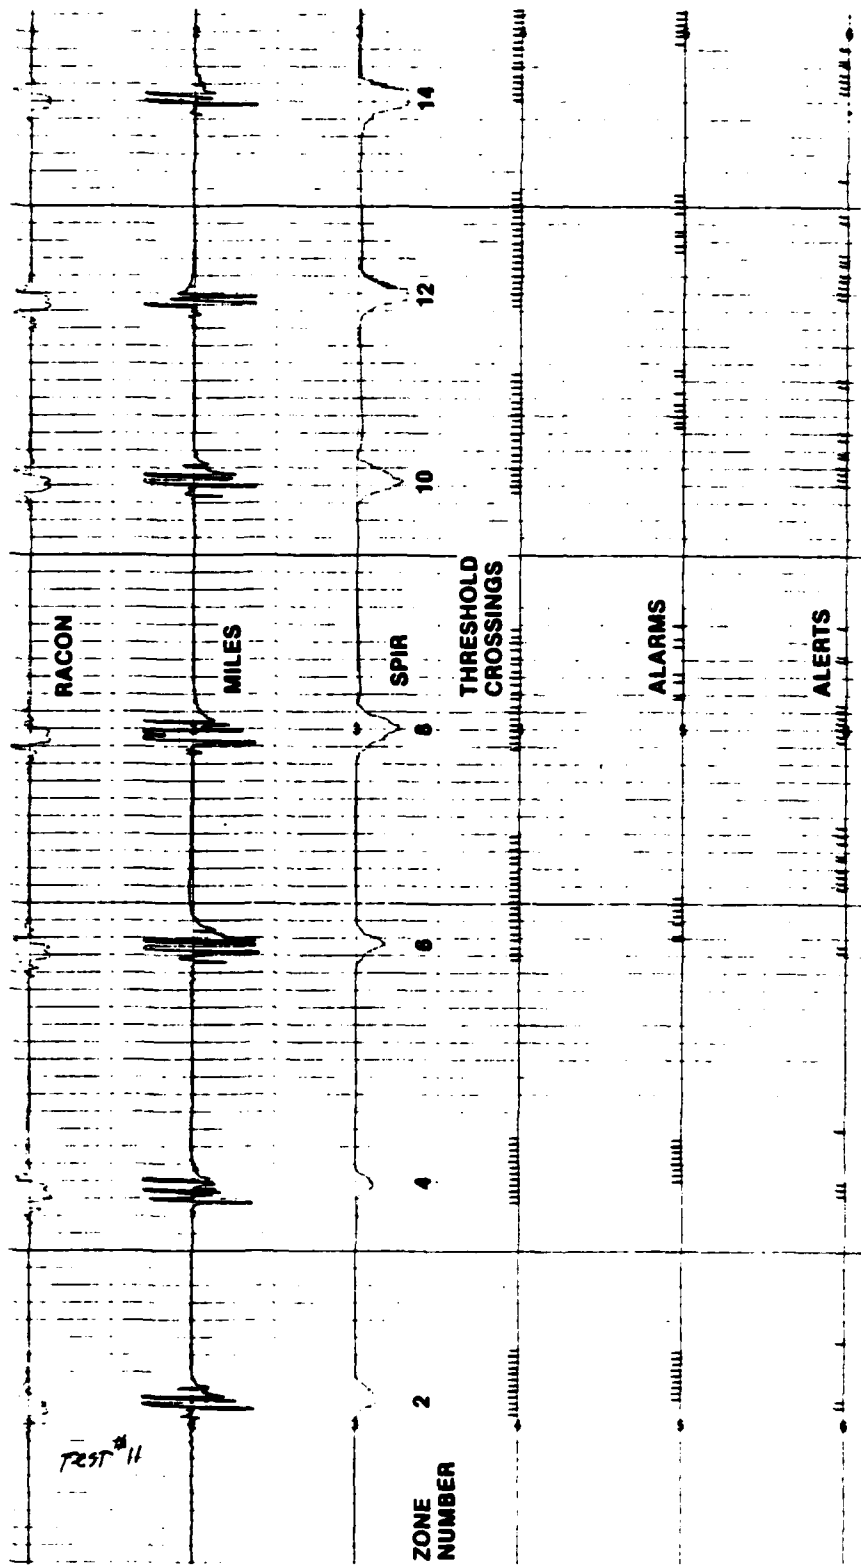 TEST #11
RACON
MILES
SPIR
ZONE
NUMBER
2
4
6
8
10
12
14
THRESHOLD
CROSSINGS
ALARMS
ALERTS